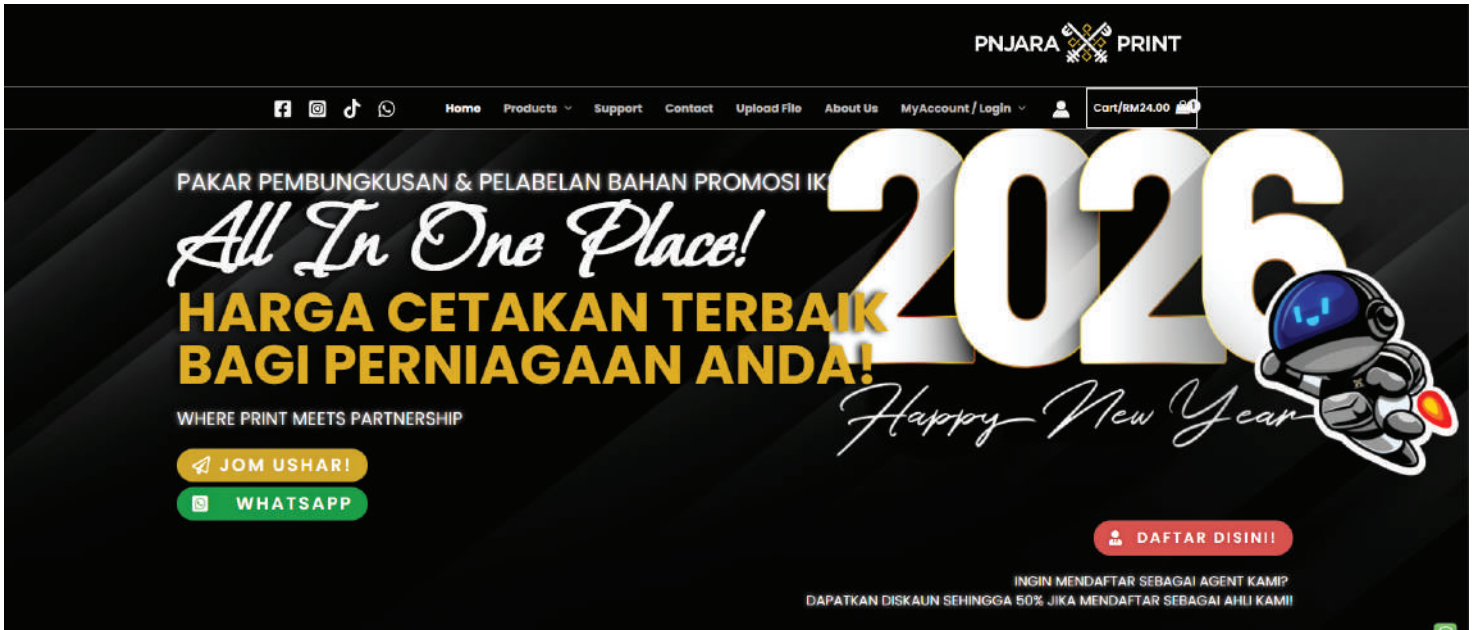 PNJARA PRINT
Home Products Support Contact Upload File About Us MyAccount / Login Cart/RM24.00 1
PAKAR PEMBUNGKUSAN & PELABELAN BAHAN PROMOSI
All In One Place!
HARGA CETAKAN TERBAIK
BAGI PERNIAGAAN ANDA!
WHERE PRINT MEETS PARTNERSHIP
JOM USHAR!
WHATSAPP
2026
Happy New Year
DAFTAR DISINI!
INGIN MENDAFTAR SEBAGAI AGENT KAMI?
DAPATKAN DISKAUN SEHINGGA 50% JIKA MENDAFTAR SEBAGAI AHLI KAMI!